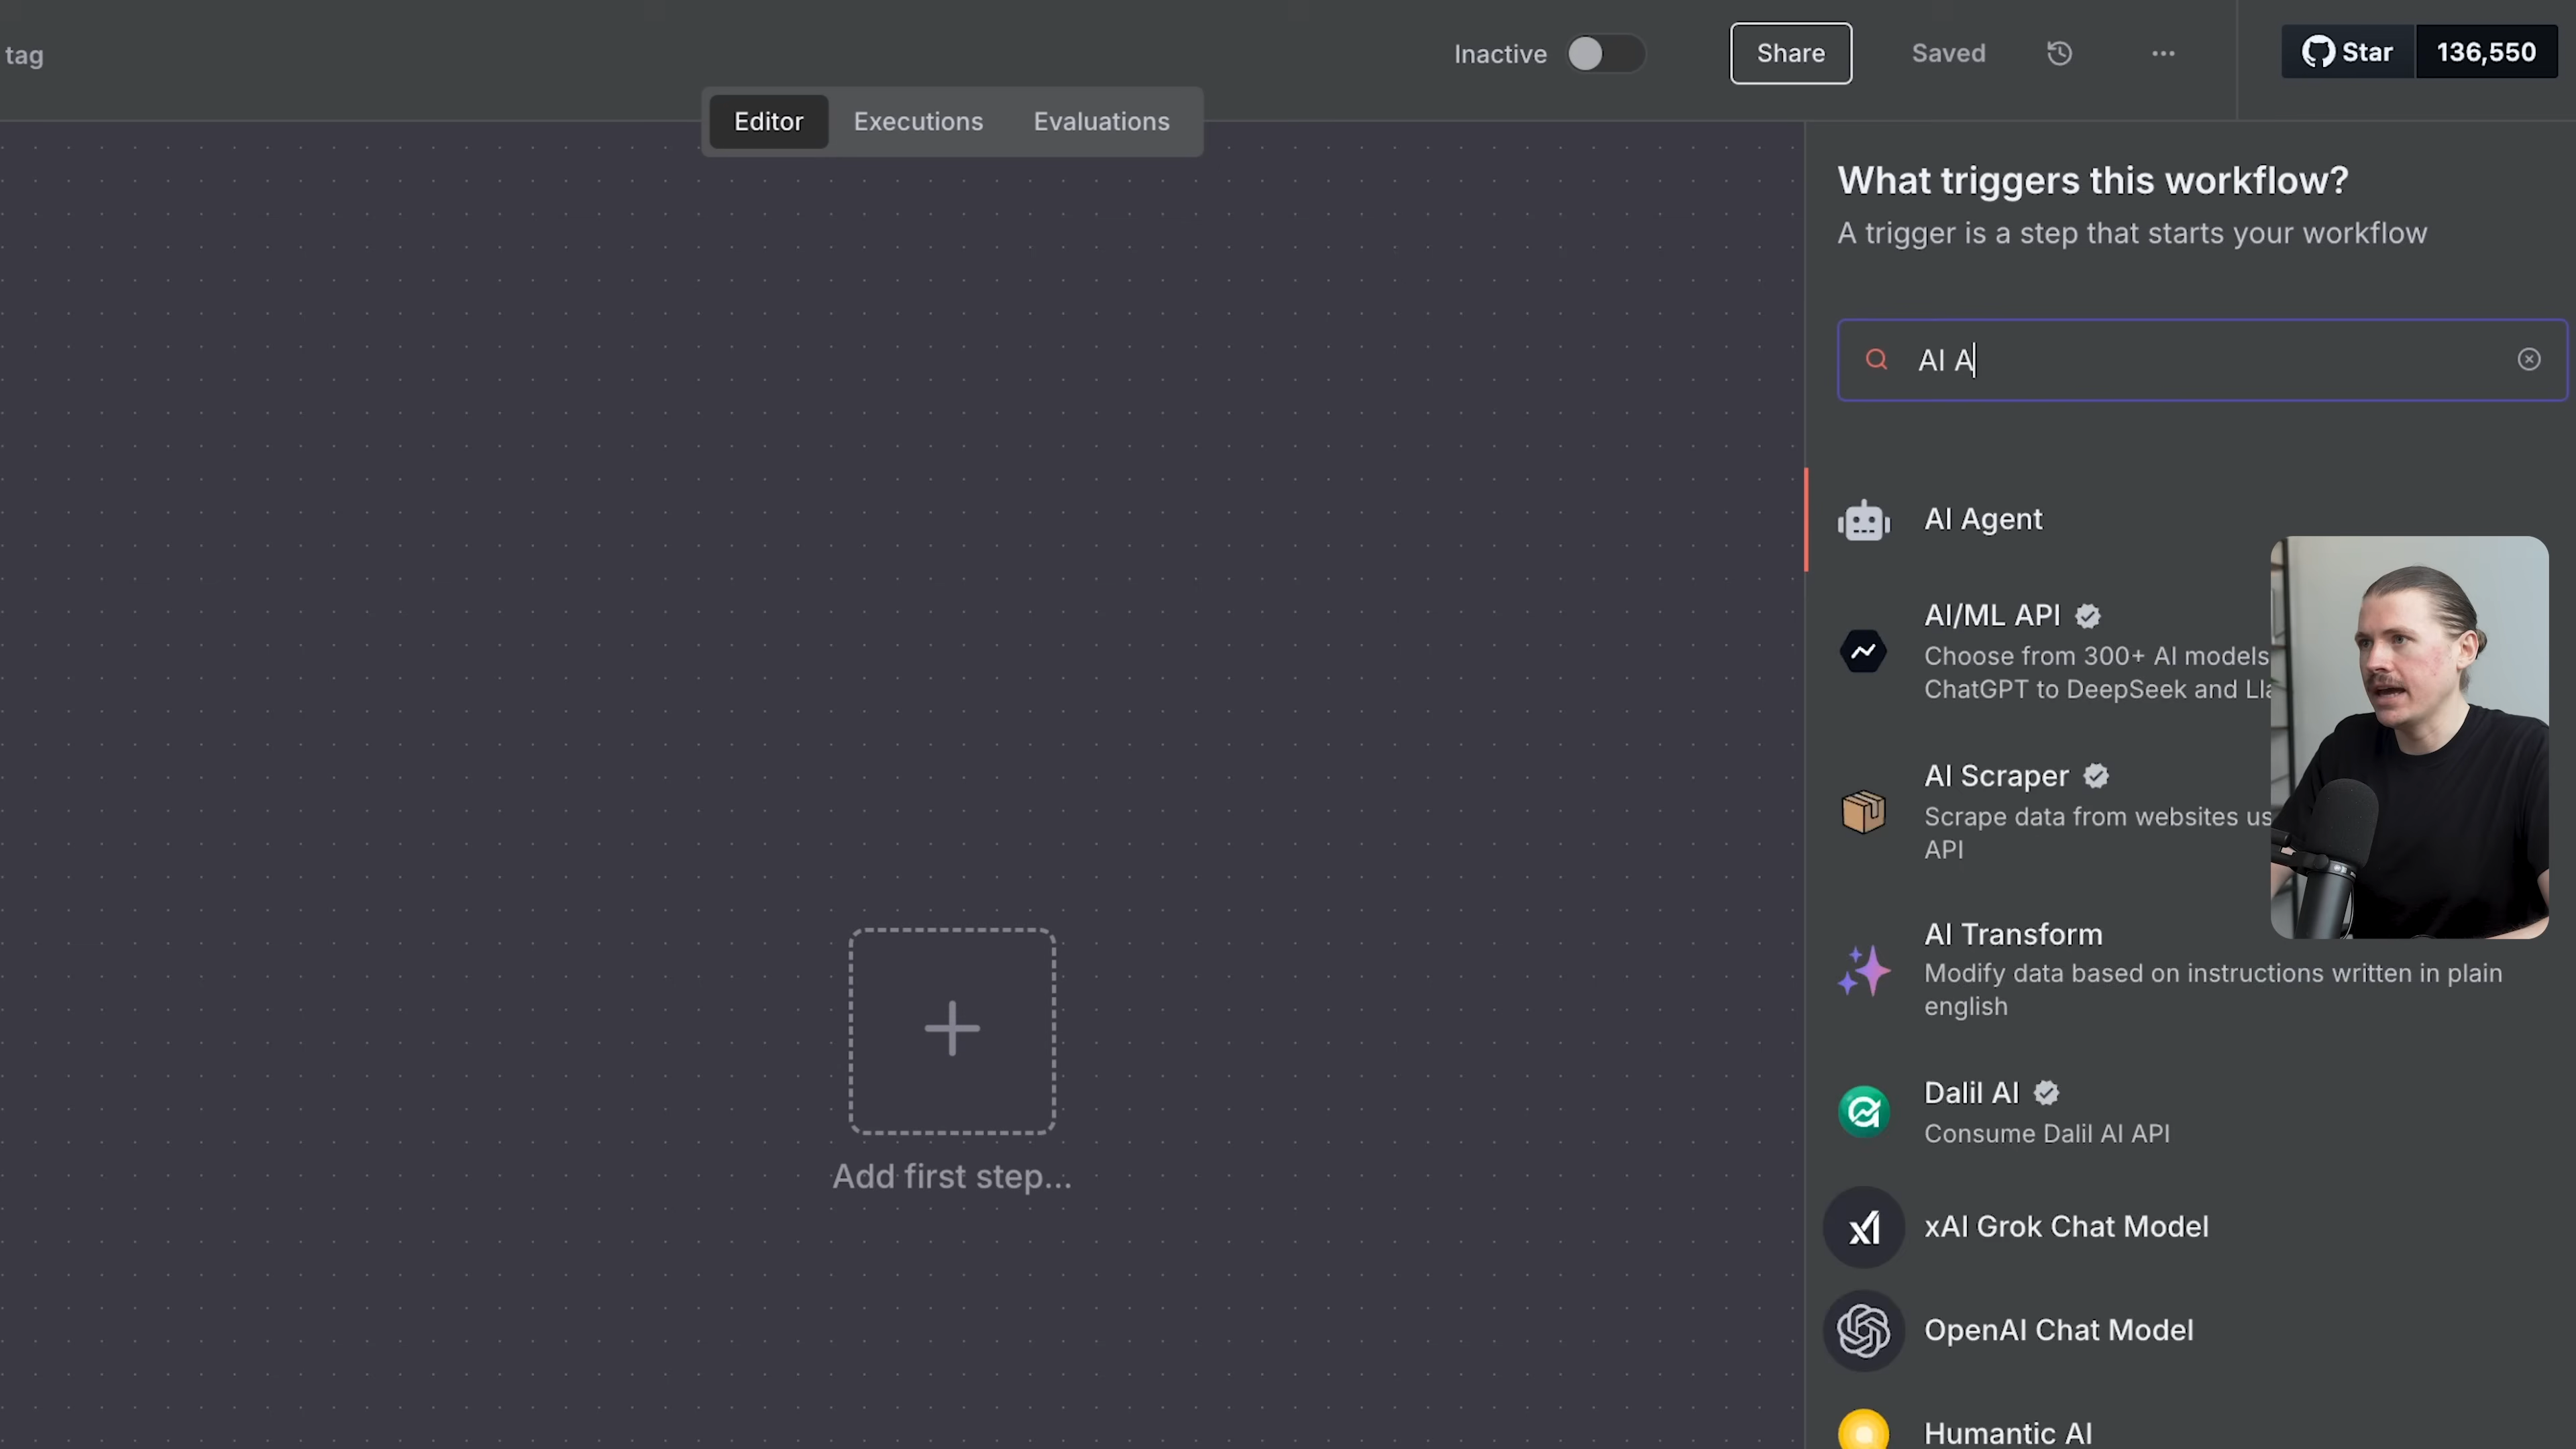 tag
Inactive
Share
Saved
Star
136,550
Editor
Executions
Evaluations
What triggers this workflow?
A trigger is a step that starts your workflow
AI A
AI Agent
AI/ML API
Choose from 300+ AI models
ChatGPT to DeepSeek and
AI Scraper
Scrape data from websites
API
AI Transform
Modify data based on instructions written in plain
english
Dalil AI
Consume Dalil AI API
xAI Grok Chat Model
OpenAI Chat Model
Humantic AI
Add first step...